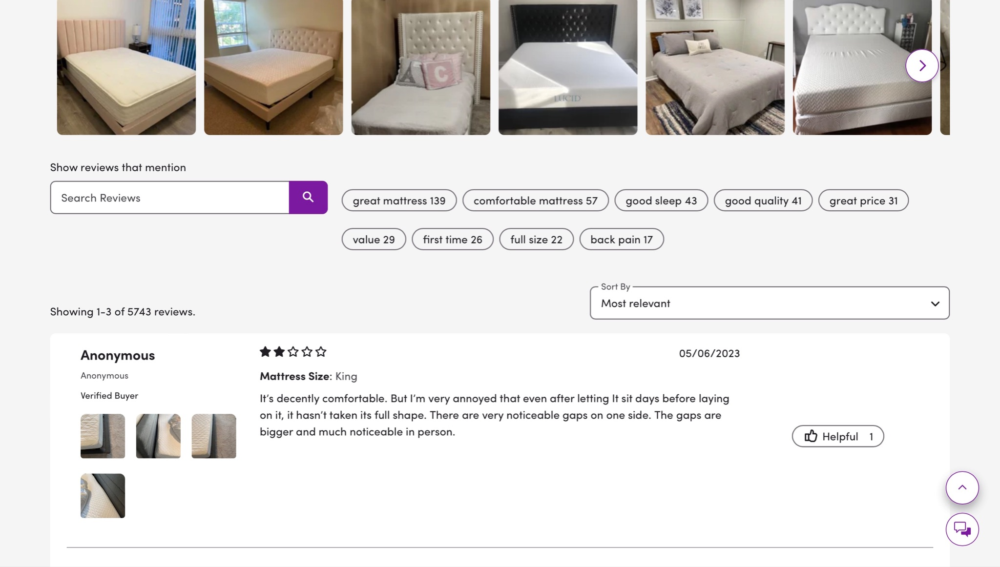 C
LUCID
Show reviews that mention
Search Reviews
great mattress 139
comfortable mattress 57
good sleep 43
good quality 41
great price 31
value 29
first time 26
full size 22
back pain 17
Sort By
Most relevant
Showing 1-3 of 5743 reviews.
Anonymous
Anonymous
Verified Buyer
05/06/2023
Mattress Size: King
It’s decently comfortable. But I’m very annoyed that even after letting It sit days before laying
on it, it hasn’t taken its full shape. There are very noticeable gaps on one side. The gaps are
bigger and much noticeable in person.
Helpful 1